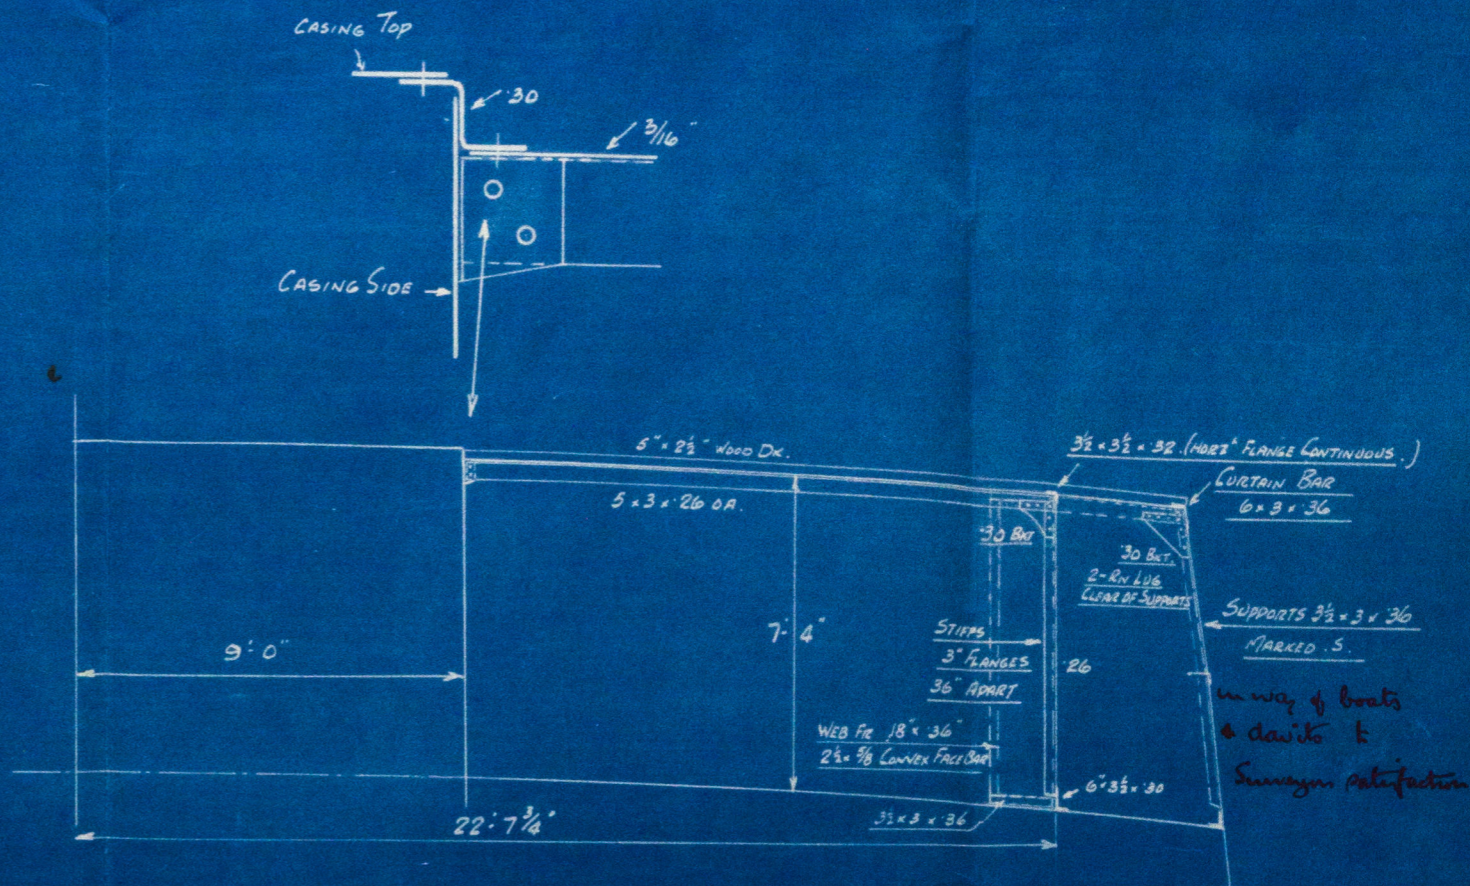 CASING TOP
·30
3/16"
CASING SIDE
5" × 2½" WOOD DK.
5 × 3 × ·26 OA.
3½ × 3½ × ·32 (HORZL FLANGE CONTINUOUS.)
CURTAIN BAR
6 × 3 × ·36
·30 BKT
·30 BKT.
2-RN LUG
CLEAR OF SUPPORTS
SUPPORTS 3½ × 3 × ·36
MARKED .S.
9'-0"
7'-4"
STIFFS
3" FLANGES
36" APART
·26
in way of boats
& davits to
Surveyors satisfaction
WEB FR 18" × ·36"
2½ × 5/8 CONVEX FACE BAR
6" × 3½ × ·30
3½ × 3 × ·36
22'-7¾"